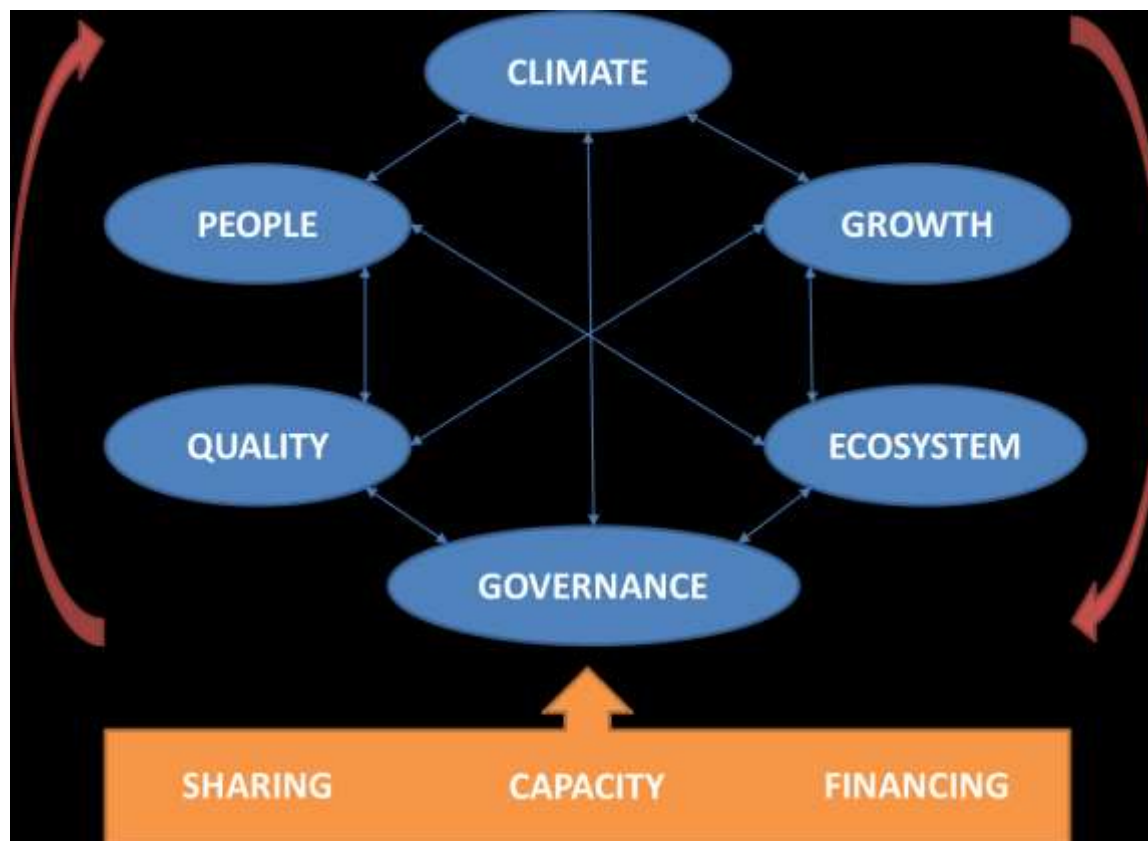 CLIMATE
PEOPLE GROWTH
QUALITY ECOSYSTEM
GOVERNANCE
SHARING CAPACITY FINANCING